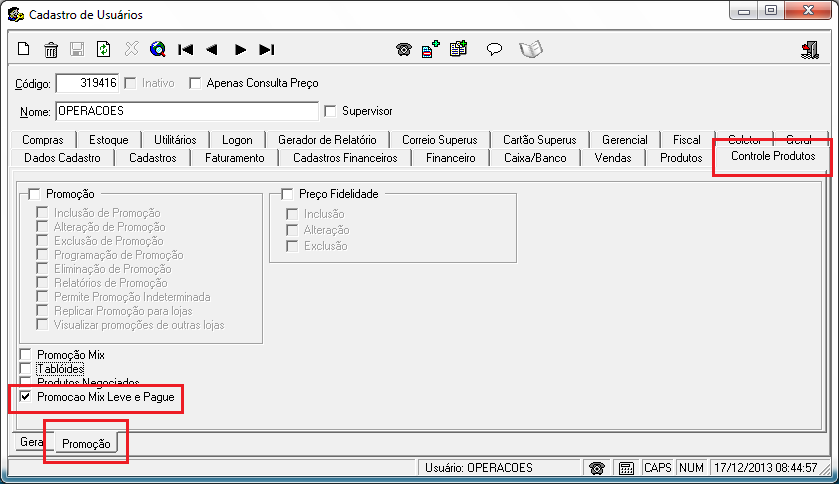 Cadastro de Usuários
Código: 319416 Inativo Apenas Consulta Preço
Nome: OPERACOES Supervisor
Compras Estoque Utilitários Logon Gerador de Relatório Correio Superus Cartão Superus Gerencial Fiscal Coletor Geral
Dados Cadastro Cadastros Faturamento Cadastros Financeiros Financeiro Caixa/Banco Vendas Produtos Controle Produtos
Promoção
Inclusão de Promoção
Alteração de Promoção
Exclusão de Promoção
Programação de Promoção
Eliminação de Promoção
Relatórios de Promoção
Permite Promoção Indeterminada
Replicar Promoção para lojas
Visualizar promoções de outras lojas
Preço Fidelidade
Inclusão
Alteração
Exclusão
Promoção Mix
Tablóides
Produtos Negociados
Promocao Mix Leve e Pague
Geral Promoção
Usuário: OPERACOES CAPS NUM 17/12/2013 08:44:57